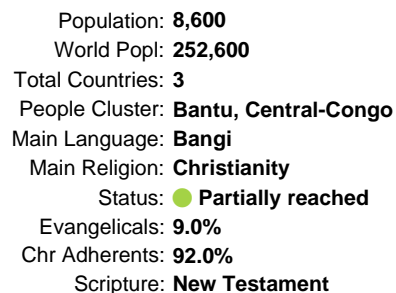 Population: 8,600
World Popl: 252,600
Total Countries: 3
People Cluster: Bantu, Central-Congo
Main Language: Bangi
Main Religion: Christianity
Status: Partially reached
Evangelicals: 9.0%
Chr Adherents: 92.0%
Scripture: New Testament